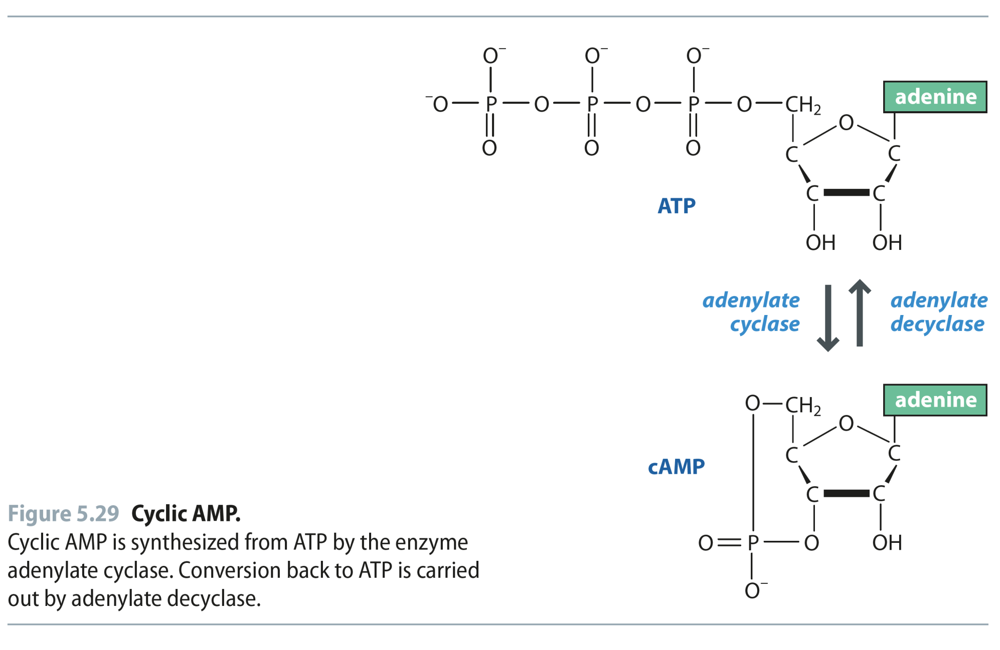 O⁻ O⁻ O⁻
⁻O P O P O P O CH₂ adenine
O
O O O C C
C C
ATP
OH OH
adenylate cyclase
adenylate decyclase
O CH₂ adenine
O
C C
cAMP
C C
O P O OH
O⁻
Figure 5.29 Cyclic AMP.
Cyclic AMP is synthesized from ATP by the enzyme
adenylate cyclase. Conversion back to ATP is carried
out by adenylate decyclase.